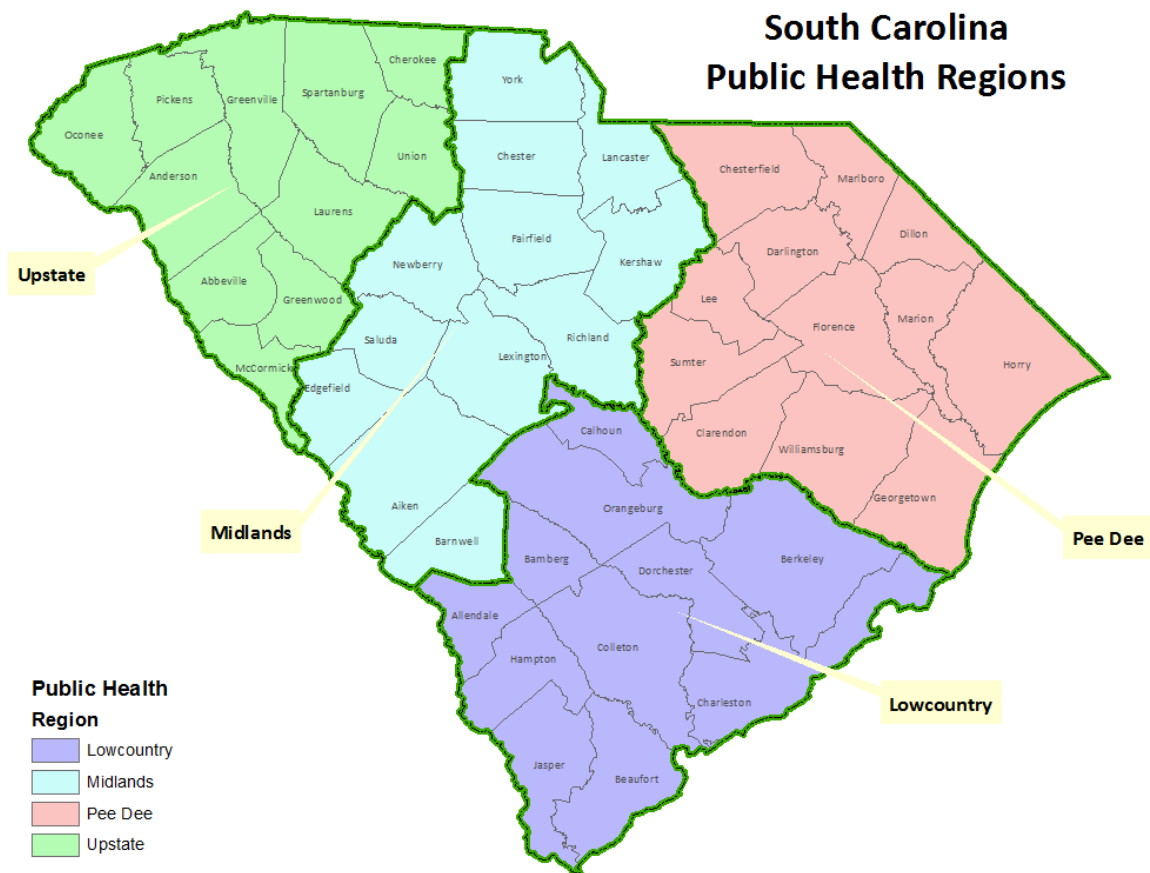 South Carolina
Public Health Regions
Cherokee
York
Pickens
Greenville
Spartanburg
Oconee
Union
Chester
Lancaster
Anderson
Chesterfield
Marlboro
Laurens
Dillon
Fairfield
Darlington
Upstate
Newberry
Kershaw
Abbeville
Greenwood
Lee
Florence
Marion
Saluda
Richland
Lexington
Sumter
Horry
McCormick
Edgefield
Calhoun
Clarendon
Williamsburg
Georgetown
Aiken
Orangeburg
Midlands
Pee Dee
Barnwell
Bamberg
Dorchester
Berkeley
Allendale
Colleton
Hampton
Charleston
Lowcountry
Jasper
Beaufort
Public Health
Region
Lowcountry
Midlands
Pee Dee
Upstate